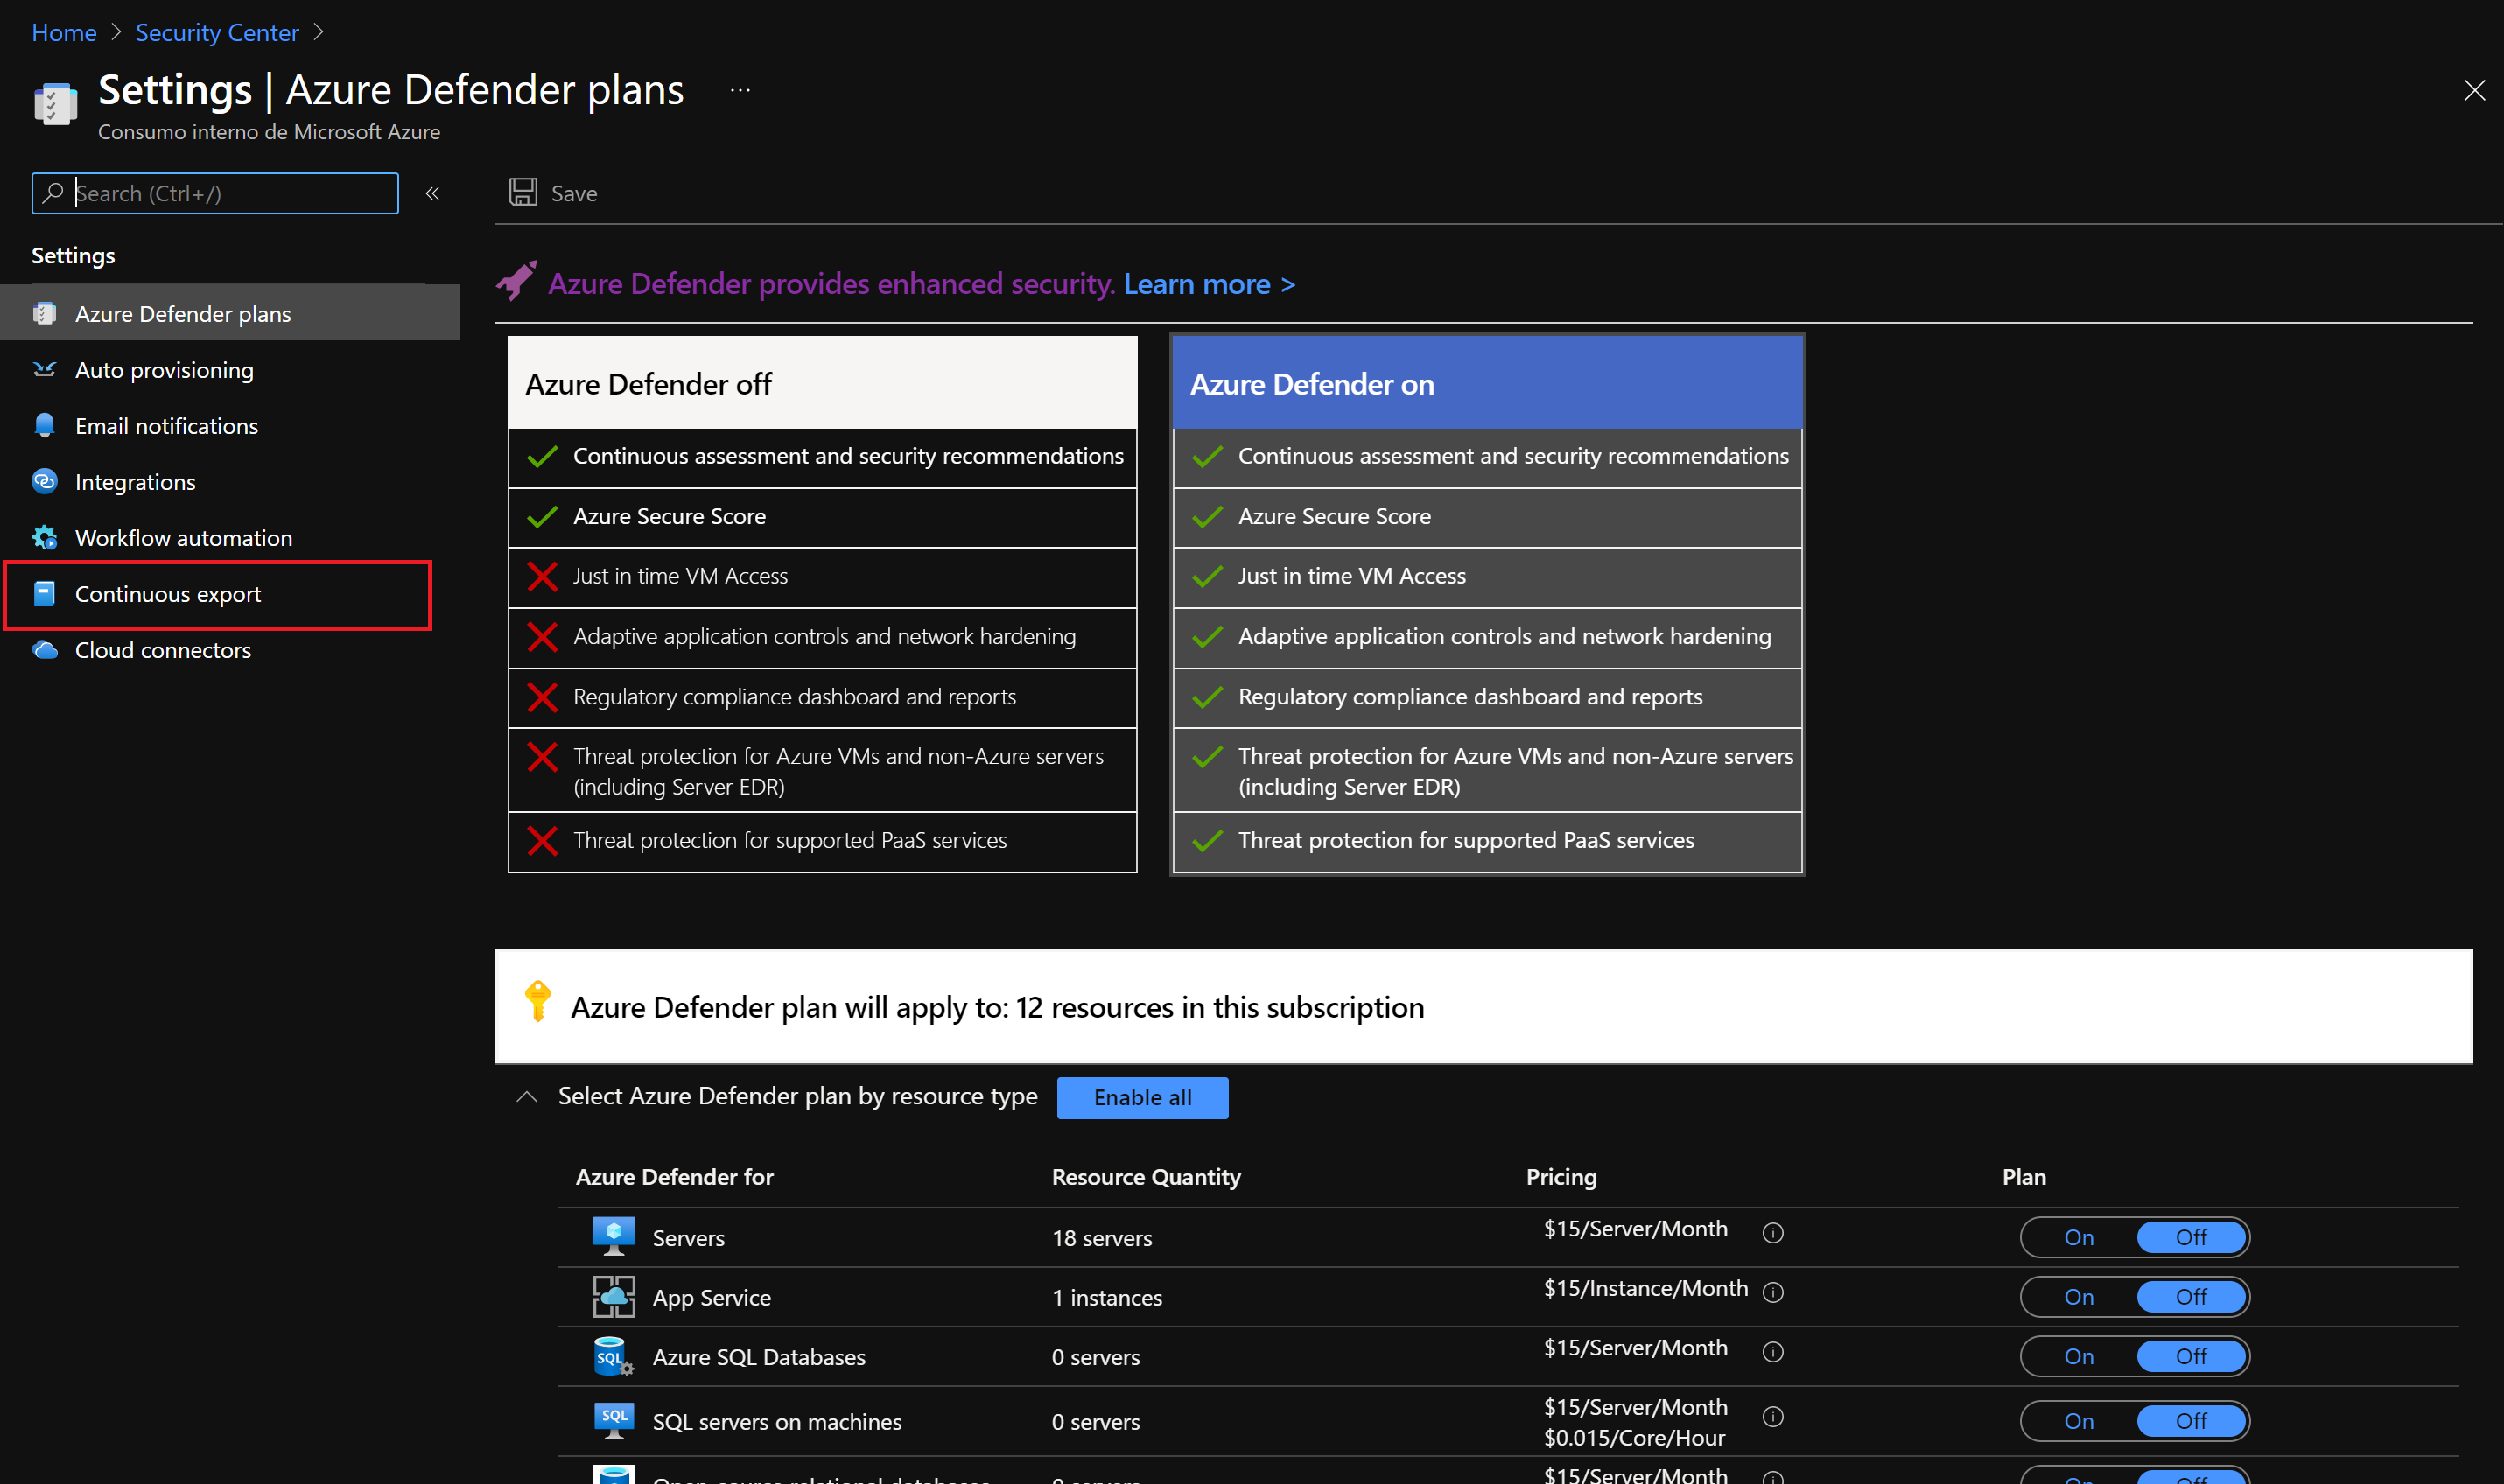 Home > Security Center >
Settings | Azure Defender plans ...
Consumo interno de Microsoft Azure
Search (Ctrl+/) «
Settings
Azure Defender plans
Auto provisioning
Email notifications
Integrations
Workflow automation
Continuous export
Cloud connectors
Save
Azure Defender provides enhanced security. Learn more >
Azure Defender off
Continuous assessment and security recommendations
Azure Secure Score
Just in time VM Access
Adaptive application controls and network hardening
Regulatory compliance dashboard and reports
Threat protection for Azure VMs and non-Azure servers
(including Server EDR)
Threat protection for supported PaaS services
Azure Defender on
Continuous assessment and security recommendations
Azure Secure Score
Just in time VM Access
Adaptive application controls and network hardening
Regulatory compliance dashboard and reports
Threat protection for Azure VMs and non-Azure servers
(including Server EDR)
Threat protection for supported PaaS services
Azure Defender plan will apply to: 12 resources in this subscription
Select Azure Defender plan by resource type Enable all
Azure Defender for Resource Quantity Pricing Plan
Servers 18 servers $15/Server/Month On Off
App Service 1 instances $15/Instance/Month On Off
SQL Azure SQL Databases 0 servers $15/Server/Month On Off
SQL SQL servers on machines 0 servers $15/Server/Month On Off
$0.015/Core/Hour
Open-source relational databases 0 servers $15/Server/Month On Off